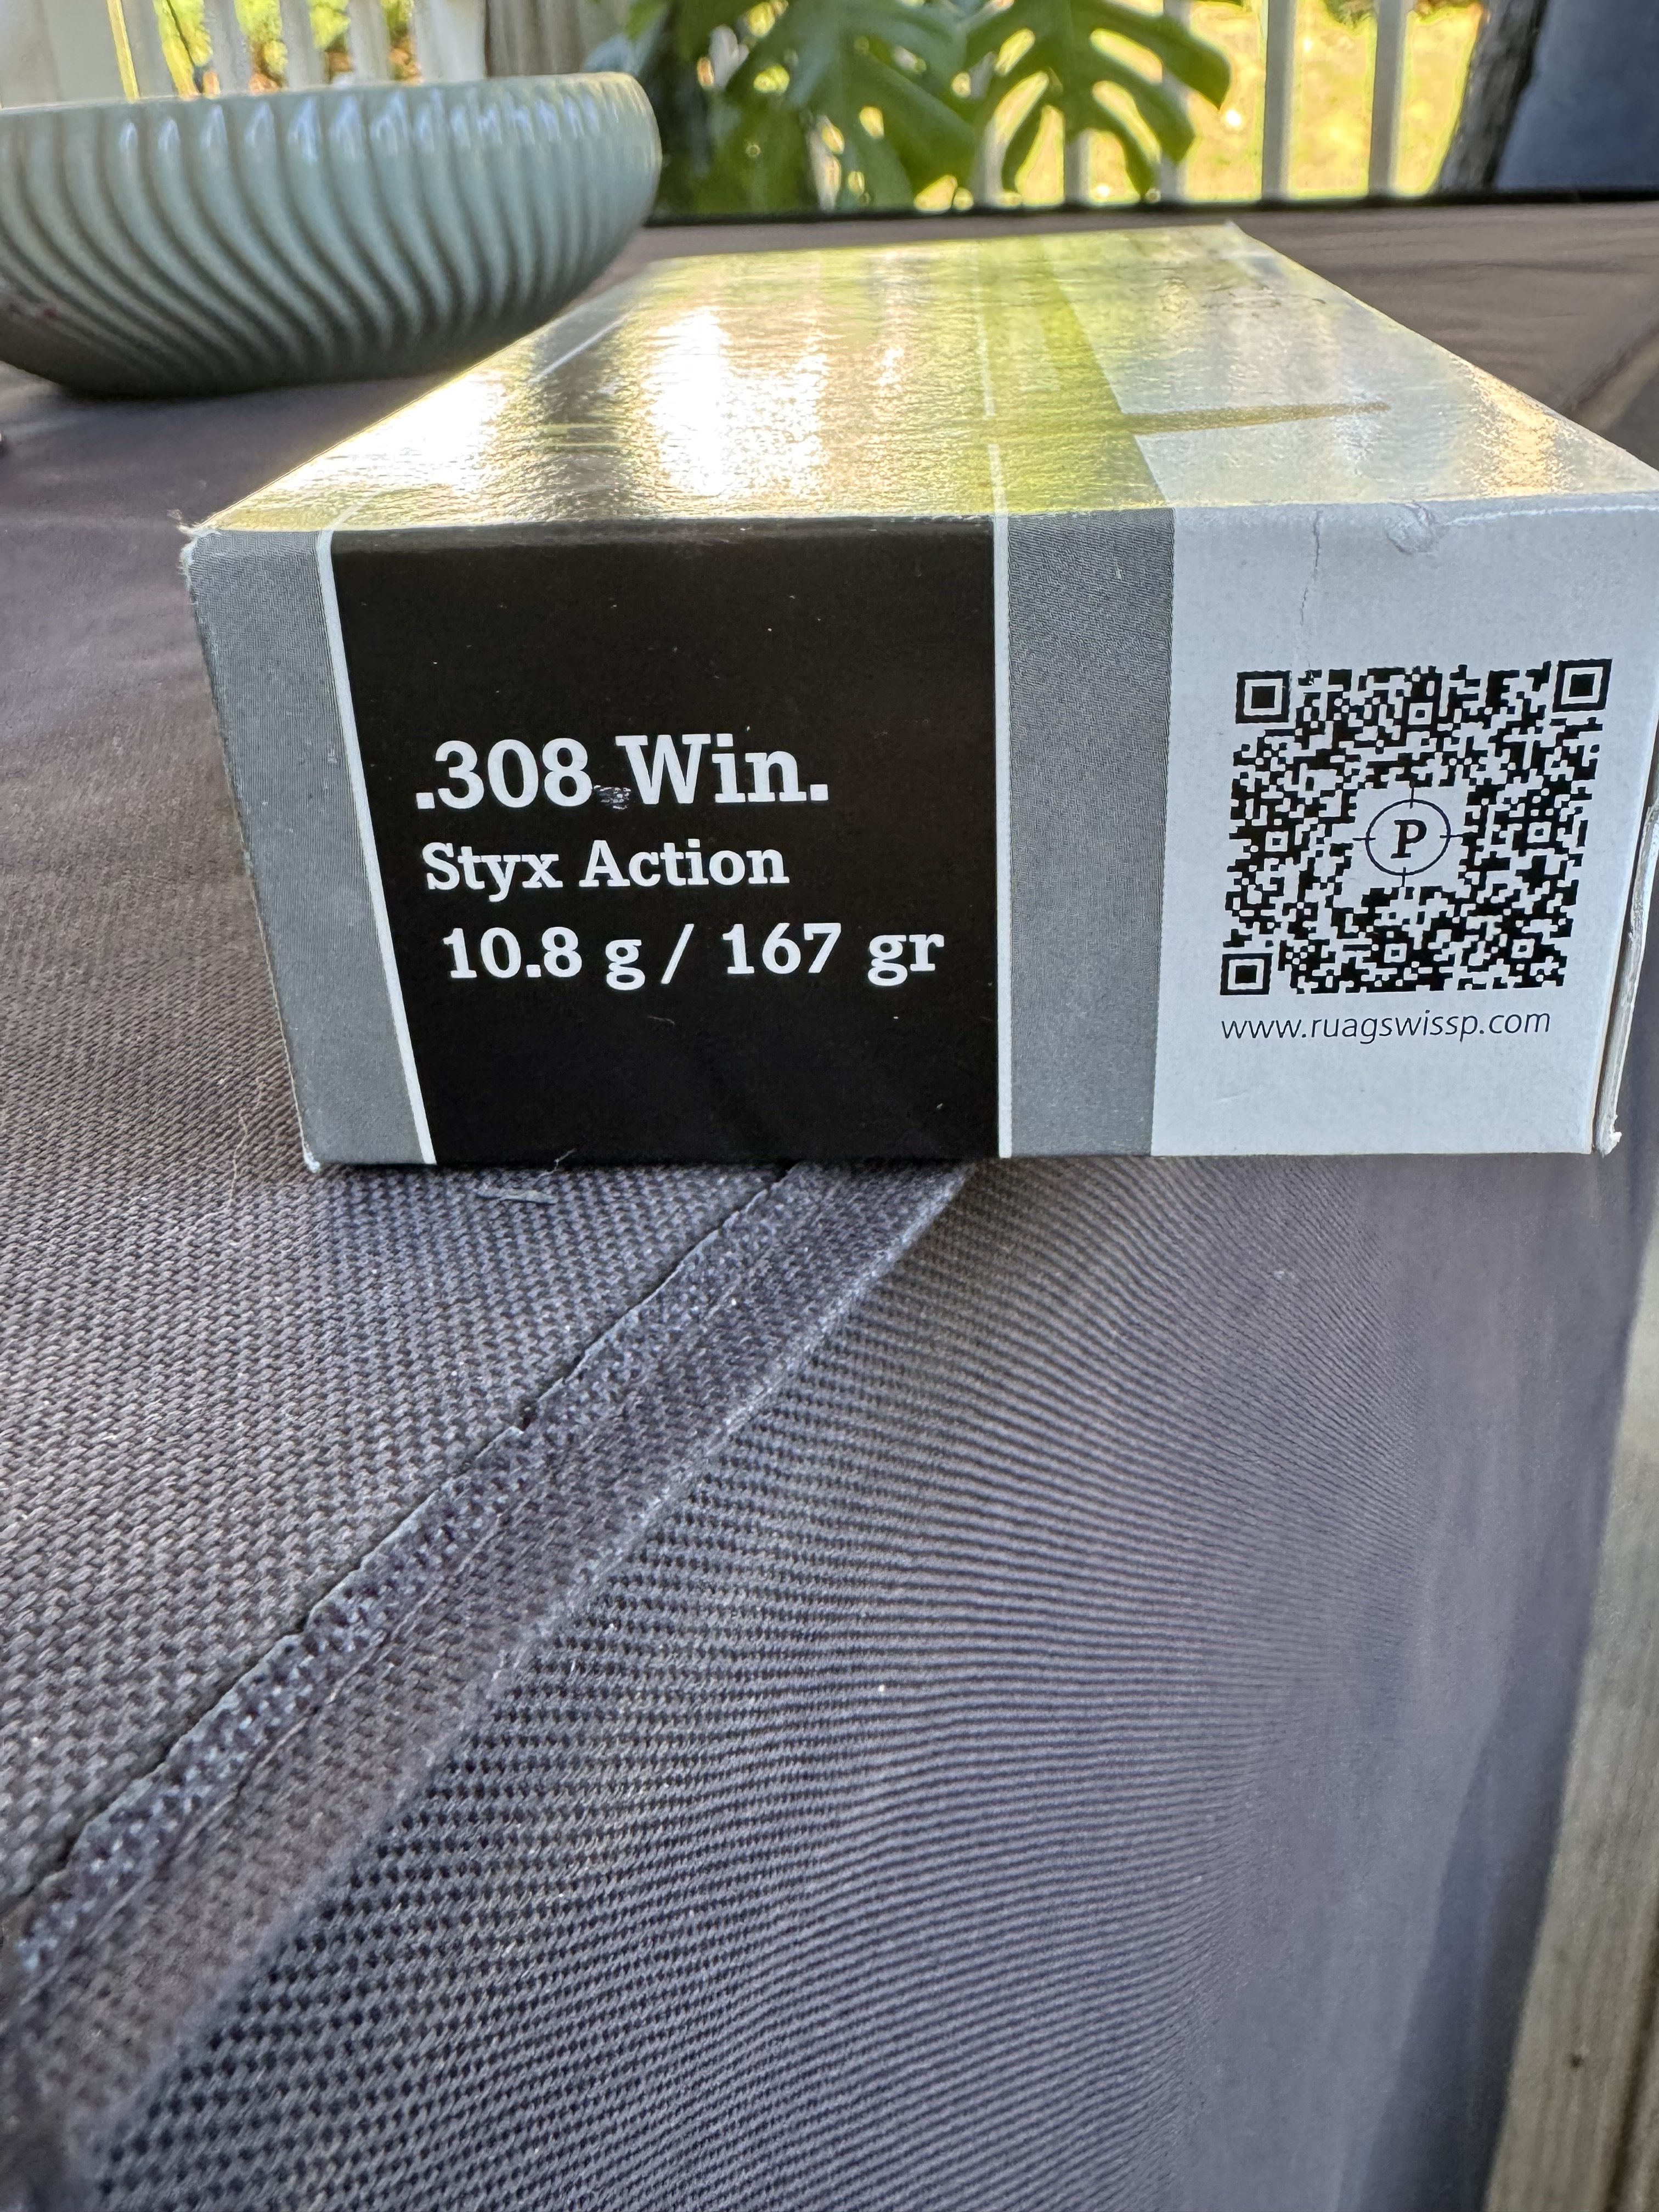 .308 Win.
Styx Action
10.8 g / 167 gr
P
www.ruagswissp.com